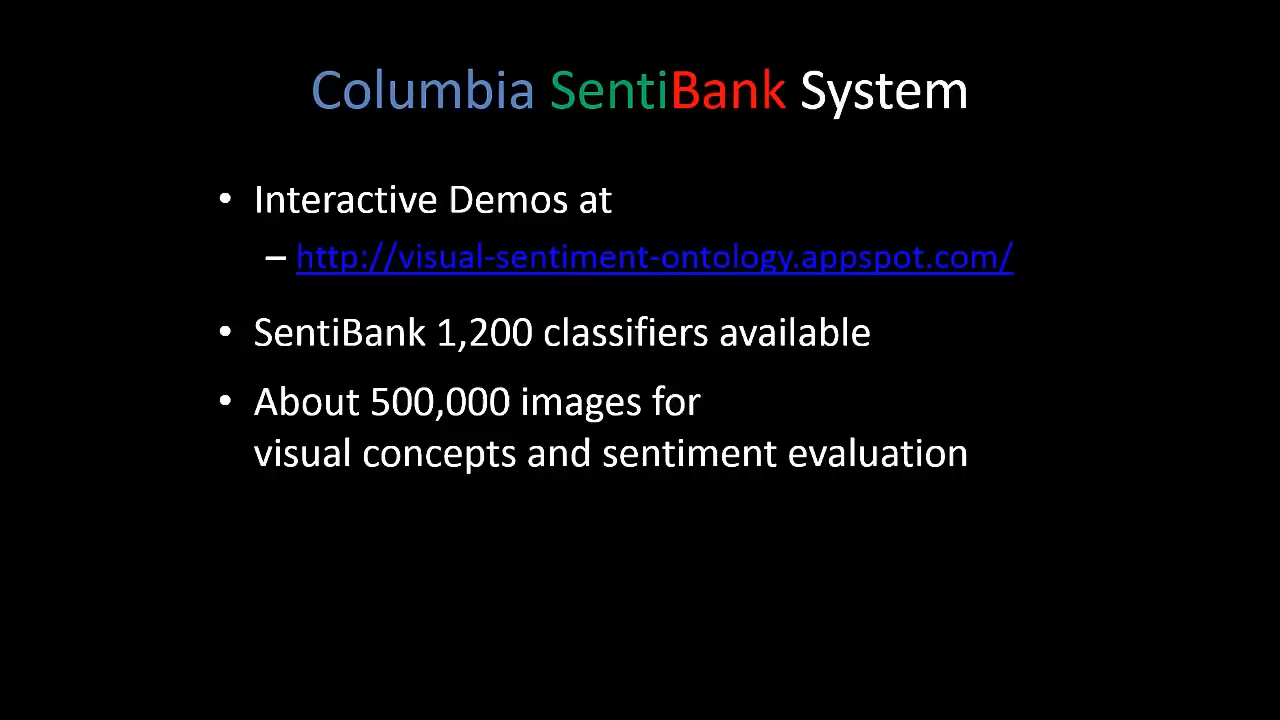 Columbia SentiBank System
• Interactive Demos at
– http://visual-sentiment-ontology.appspot.com/
• SentiBank 1,200 classifiers available
• About 500,000 images for
visual concepts and sentiment evaluation